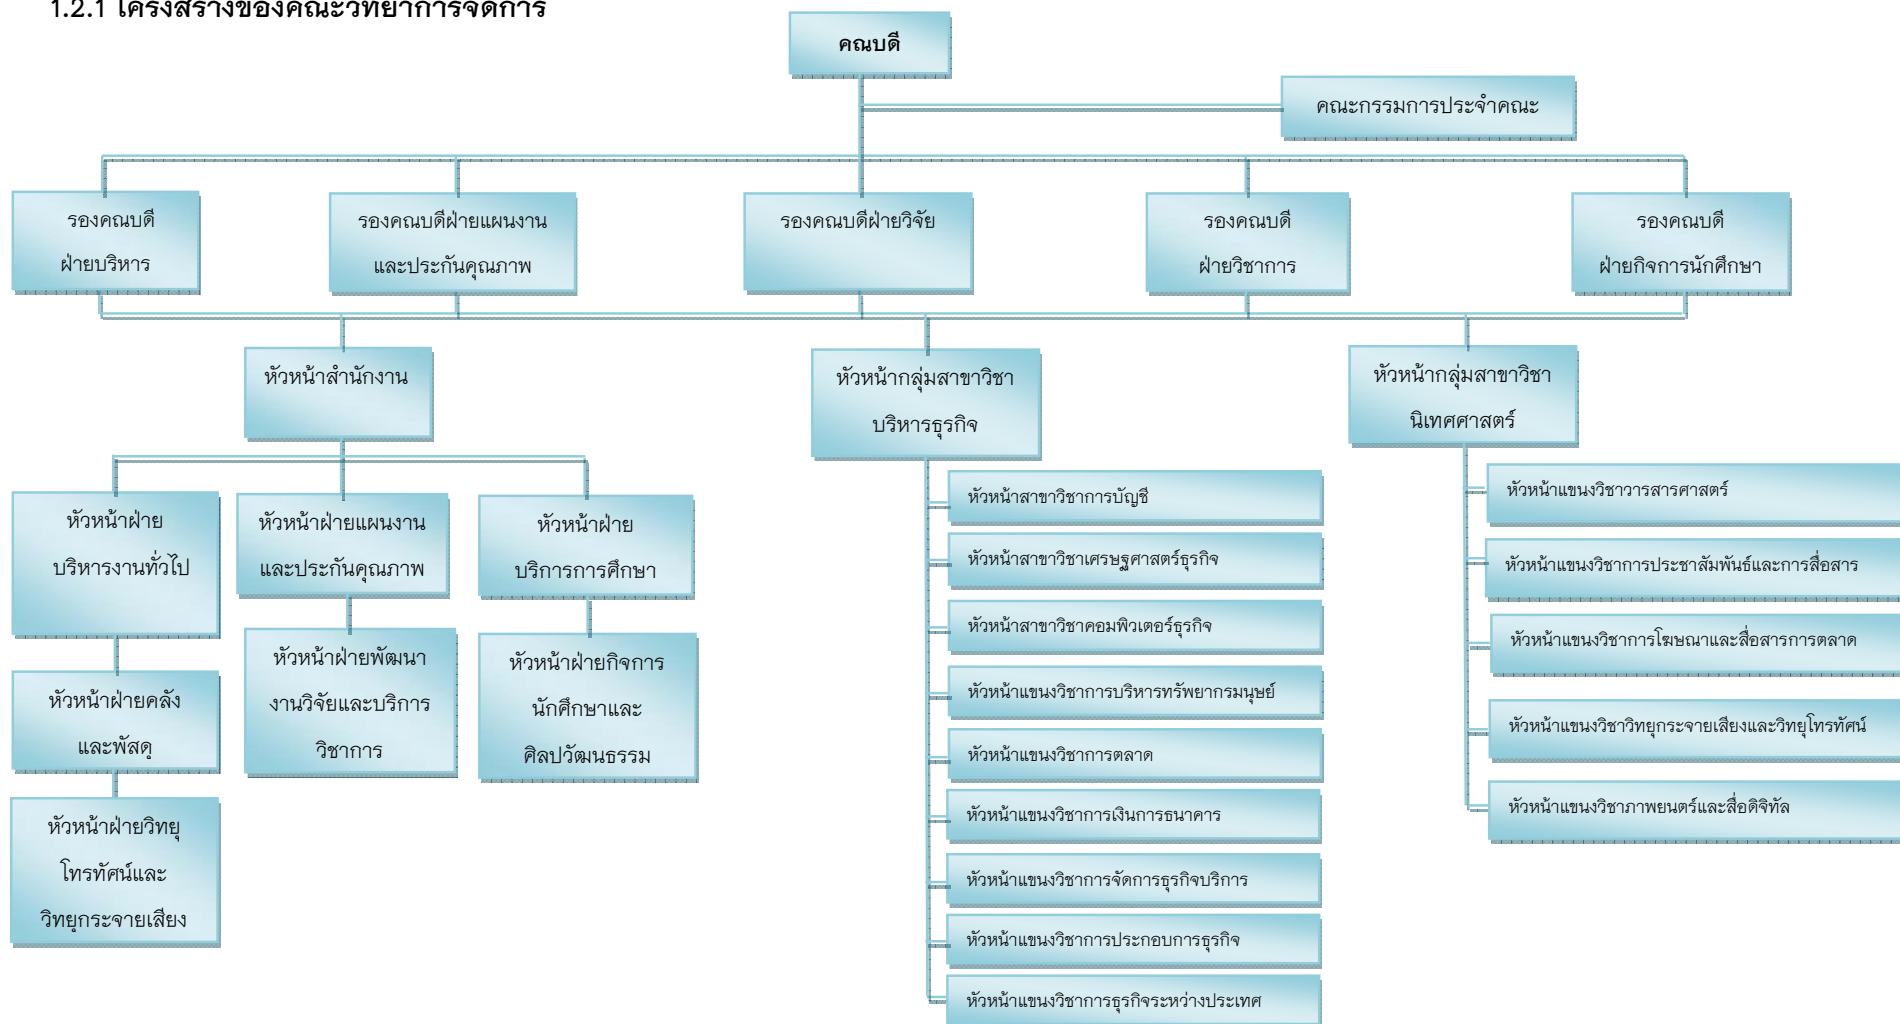 1.2.1 โครงสร้างของคณะวิทยาการจัดการ
คณบดี
คณะกรรมการประจำคณะ
รองคณบดี
ฝ่ายบริหาร
รองคณบดีฝ่ายแผนงาน
และประกันคุณภาพ
รองคณบดีฝ่ายวิจัย
รองคณบดี
ฝ่ายวิชาการ
รองคณบดี
ฝ่ายกิจการนักศึกษา
หัวหน้าสำนักงาน
หัวหน้ากลุ่มสาขาวิชา
บริหารธุรกิจ
หัวหน้ากลุ่มสาขาวิชา
นิเทศศาสตร์
หัวหน้าฝ่าย
บริหารงานทั่วไป
หัวหน้าฝ่ายแผนงาน
และประกันคุณภาพ
หัวหน้าฝ่าย
บริการการศึกษา
หัวหน้าฝ่ายคลัง
และพัสดุ
หัวหน้าฝ่ายพัฒนา
งานวิจัยและบริการ
วิชาการ
หัวหน้าฝ่ายกิจการ
นักศึกษาและ
ศิลปวัฒนธรรม
หัวหน้าฝ่ายวิทยุ
โทรทัศน์และ
วิทยุกระจายเสียง
หัวหน้าสาขาวิชาการบัญชี
หัวหน้าสาขาวิชาเศรษฐศาสตร์ธุรกิจ
หัวหน้าสาขาวิชาคอมพิวเตอร์ธุรกิจ
หัวหน้าแขนงวิชาการบริหารทรัพยากรมนุษย์
หัวหน้าแขนงวิชาการตลาด
หัวหน้าแขนงวิชาการเงินการธนาคาร
หัวหน้าแขนงวิชาการจัดการธุรกิจบริการ
หัวหน้าแขนงวิชาการประกอบการธุรกิจ
หัวหน้าแขนงวิชาการธุรกิจระหว่างประเทศ
หัวหน้าแขนงวิชาวารสารศาสตร์
หัวหน้าแขนงวิชาการประชาสัมพันธ์และการสื่อสาร
หัวหน้าแขนงวิชาการโฆษณาและสื่อสารการตลาด
หัวหน้าแขนงวิชาวิทยุกระจายเสียงและวิทยุโทรทัศน์
หัวหน้าแขนงวิชาภาพยนตร์และสื่อดิจิทัล